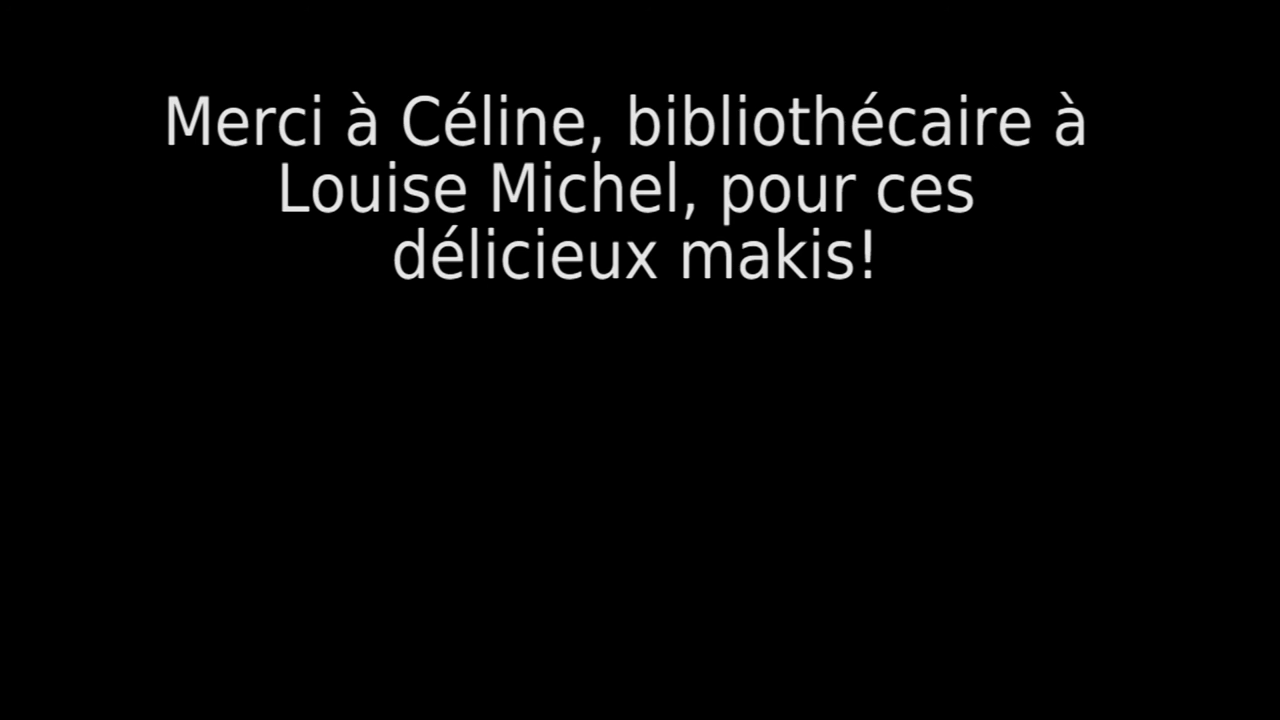 Merci à Céline, bibliothécaire à
Louise Michel, pour ces
délicieux makis!